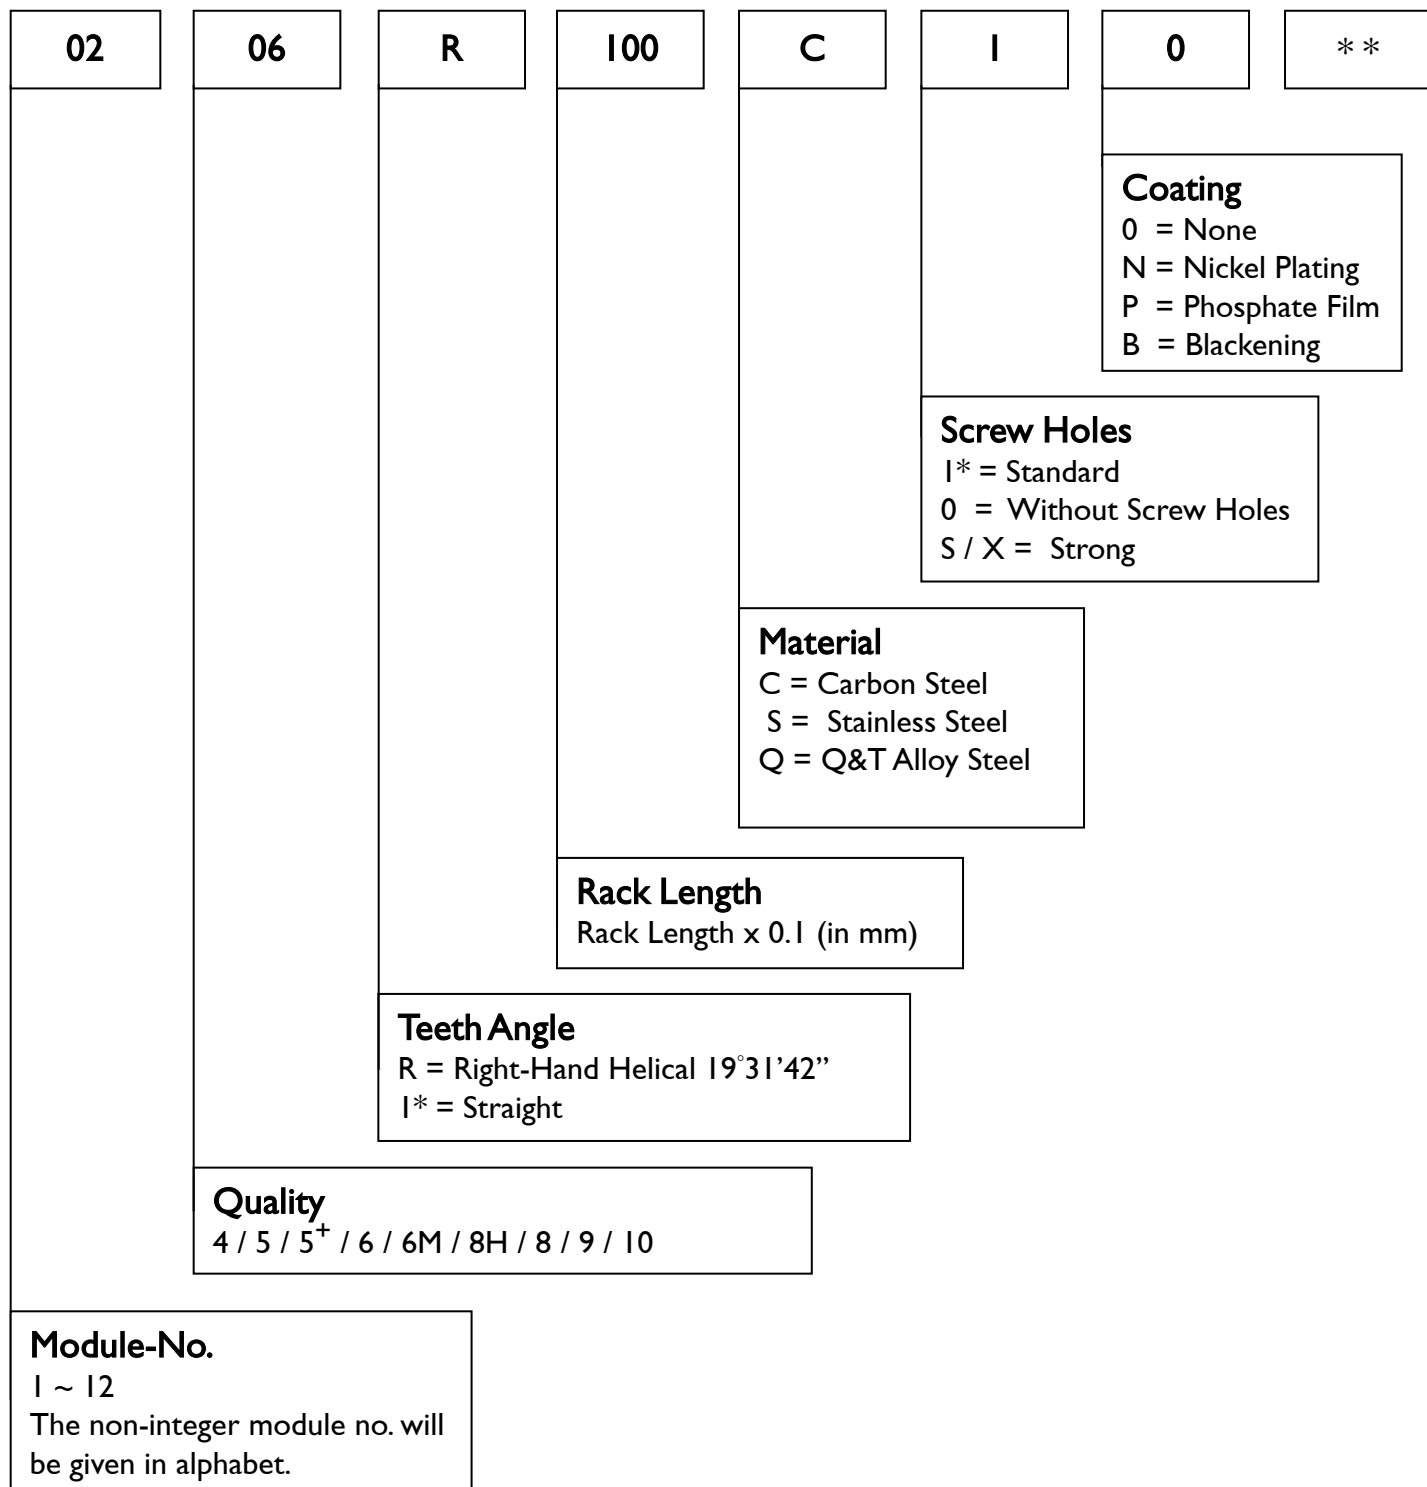 02 06 R 100 C 1 0 **
Coating
0 = None
N = Nickel Plating
P = Phosphate Film
B = Blackening
Screw Holes
1* = Standard
0 = Without Screw Holes
S / X = Strong
Material
C = Carbon Steel
S = Stainless Steel
Q = Q&T Alloy Steel
Rack Length
Rack Length x 0.1 (in mm)
Teeth Angle
R = Right-Hand Helical 19°31’42”
1* = Straight
Quality
4 / 5 / 5⁺ / 6 / 6M / 8H / 8 / 9 / 10
Module-No.
1 ~ 12
The non-integer module no. will
be given in alphabet.